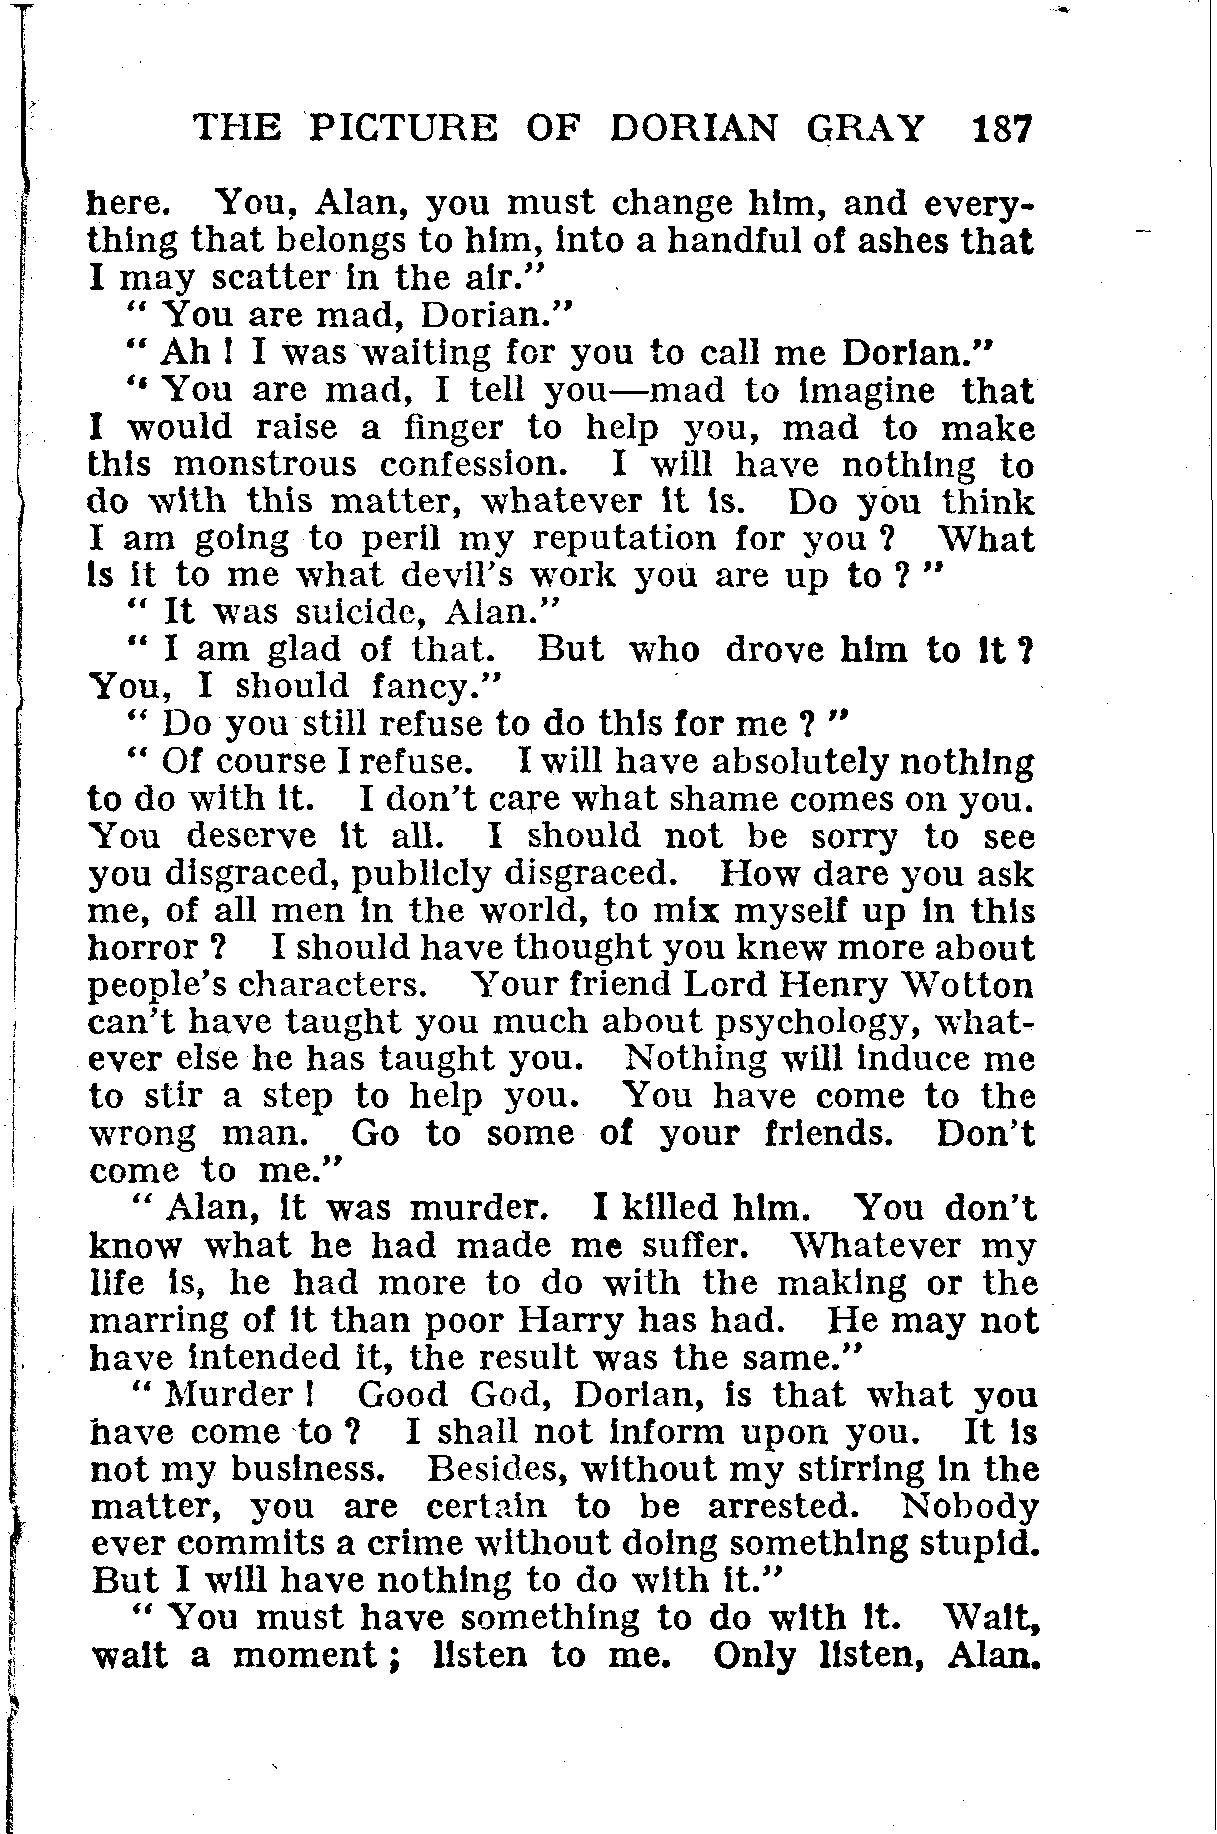 THE PICTURE OF DORIAN GRAY 187
here. You, Alan, you must change him, and every-
thing that belongs to him, into a handful of ashes that
I may scatter in the air."
" You are mad, Dorian."
" Ah ! I was waiting for you to call me Dorian."
" You are mad, I tell you—mad to imagine that
I would raise a finger to help you, mad to make
this monstrous confession. I will have nothing to
do with this matter, whatever it is. Do you think
I am going to peril my reputation for you ? What
is it to me what devil's work you are up to ? "
" It was suicide, Alan."
" I am glad of that. But who drove him to it ?
You, I should fancy."
" Do you still refuse to do this for me ? "
" Of course I refuse. I will have absolutely nothing
to do with it. I don't care what shame comes on you.
You deserve it all. I should not be sorry to see
you disgraced, publicly disgraced. How dare you ask
me, of all men in the world, to mix myself up in this
horror ? I should have thought you knew more about
people's characters. Your friend Lord Henry Wotton
can't have taught you much about psychology, what-
ever else he has taught you. Nothing will induce me
to stir a step to help you. You have come to the
wrong man. Go to some of your friends. Don't
come to me."
" Alan, it was murder. I killed him. You don't
know what he had made me suffer. Whatever my
life is, he had more to do with the making or the
marring of it than poor Harry has had. He may not
have intended it, the result was the same."
" Murder ! Good God, Dorian, is that what you
have come to ? I shall not inform upon you. It is
not my business. Besides, without my stirring in the
matter, you are certain to be arrested. Nobody
ever commits a crime without doing something stupid.
But I will have nothing to do with it."
" You must have something to do with it. Wait,
wait a moment ; listen to me. Only listen, Alan.